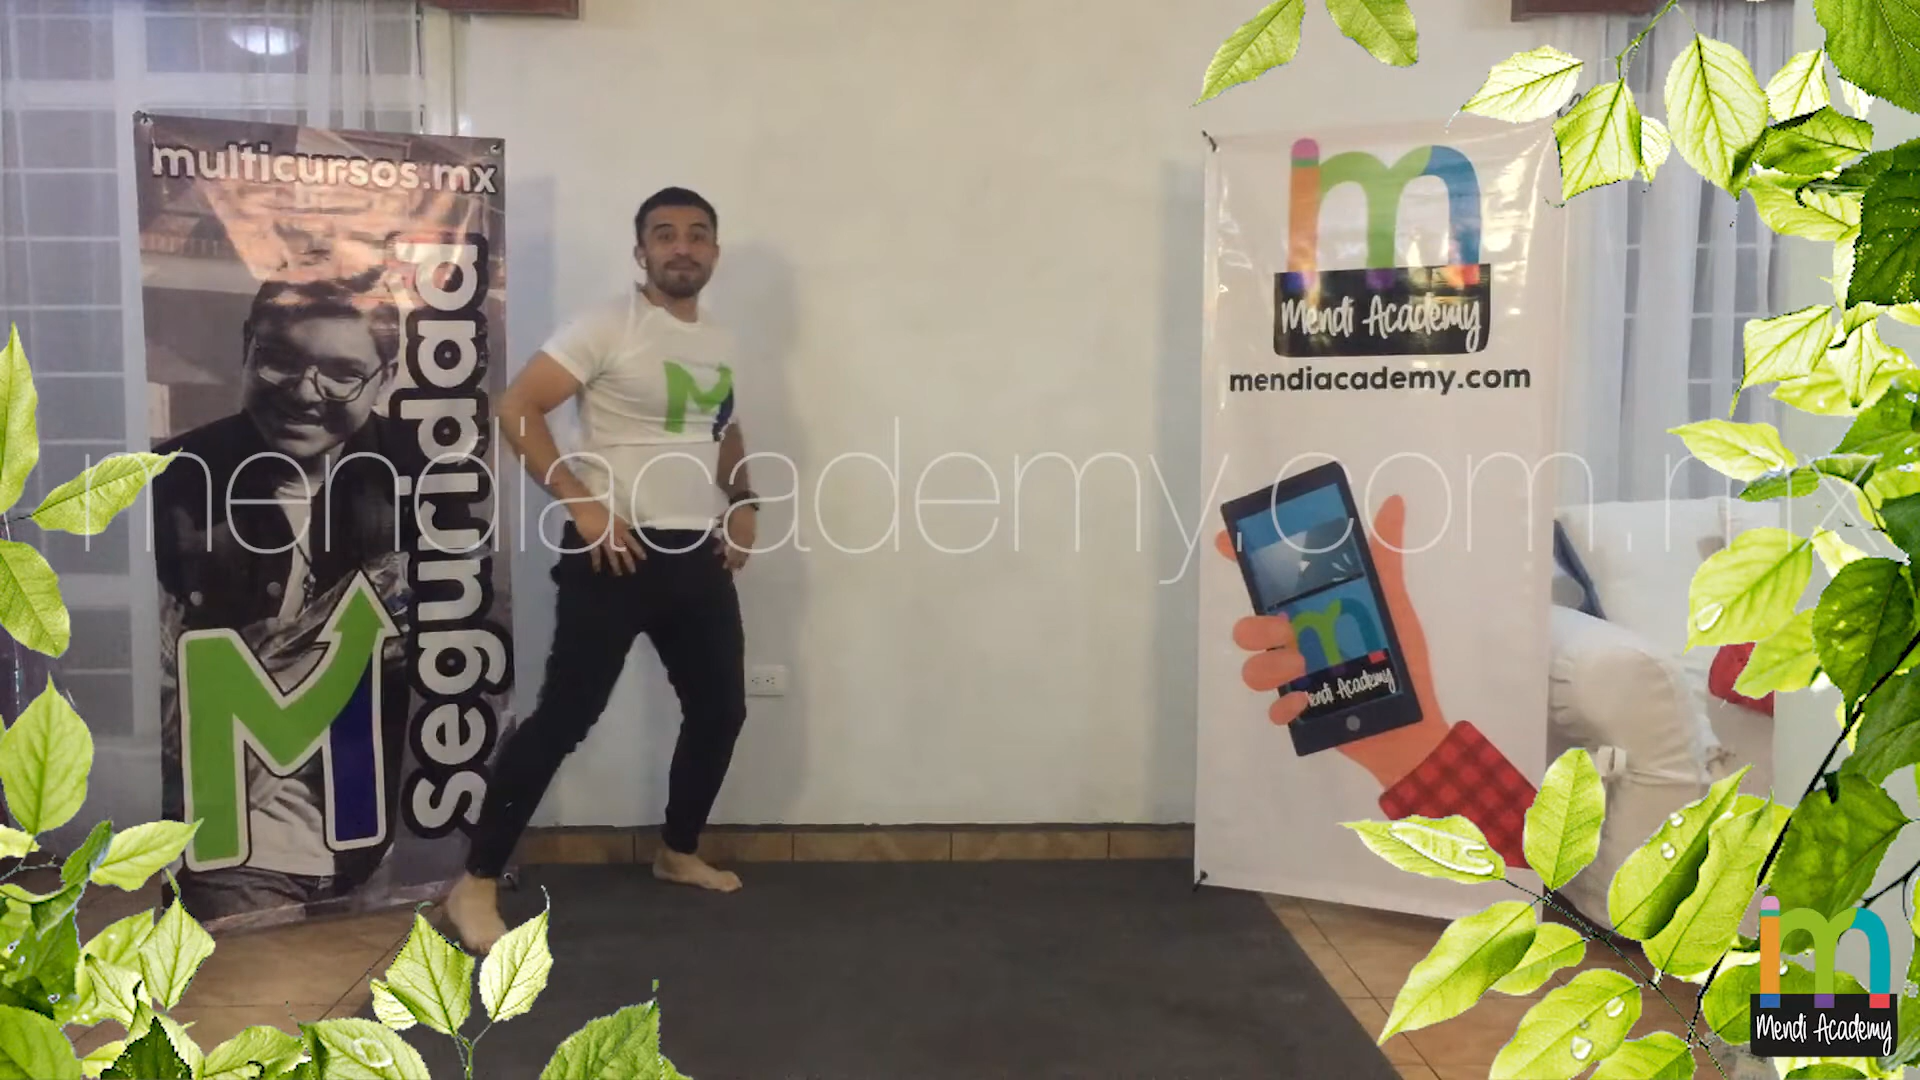 multicursos.mx
seguridad
M
M
m
Mendi Academy
mendiacademy.com
m
Mendi Academy
mendiacademy.com.mx
m
Mendi Academy